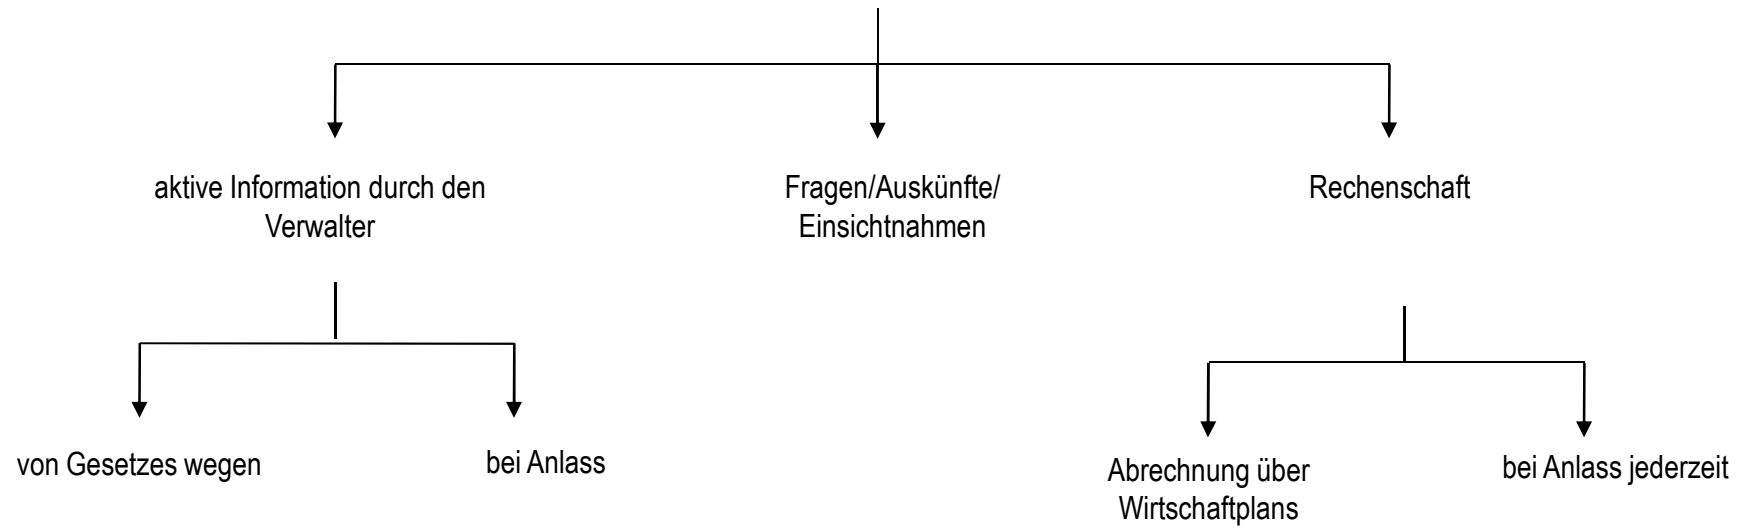 aktive Information durch den
Verwalter
Fragen/Auskünfte/
Einsichtnahmen
Rechenschaft
von Gesetzes wegen
bei Anlass
Abrechnung über
Wirtschaftplans
bei Anlass jederzeit